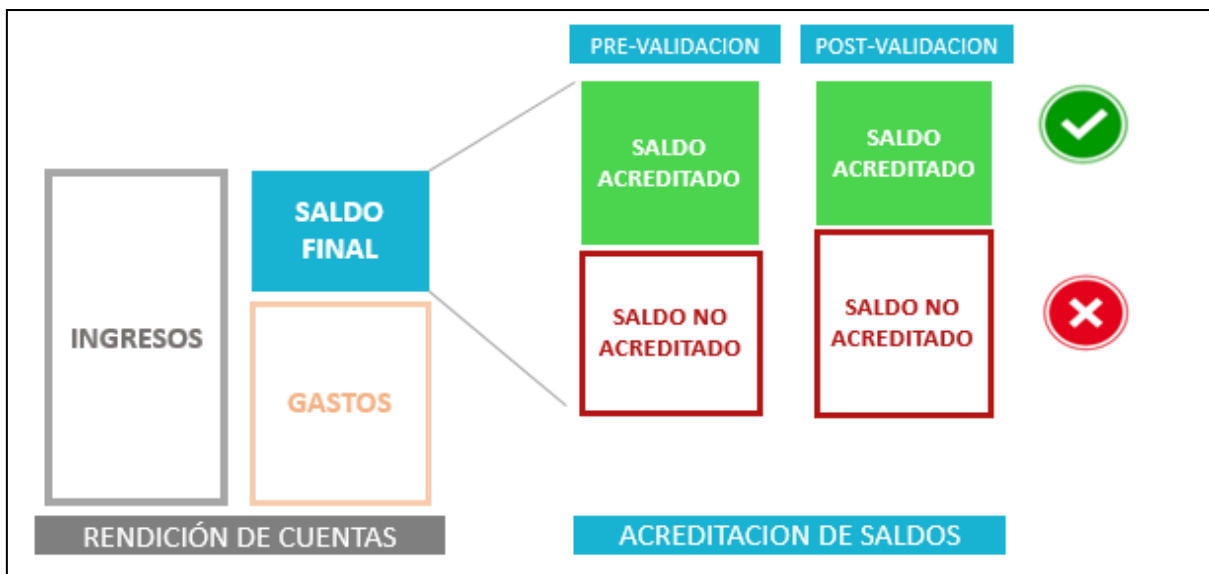 PRE-VALIDACION
POST-VALIDACION
SALDO
ACREDITADO
SALDO
ACREDITADO
SALDO
FINAL
INGRESOS
SALDO NO
ACREDITADO
SALDO NO
ACREDITADO
GASTOS
RENDICIÓN DE CUENTAS
ACREDITACION DE SALDOS